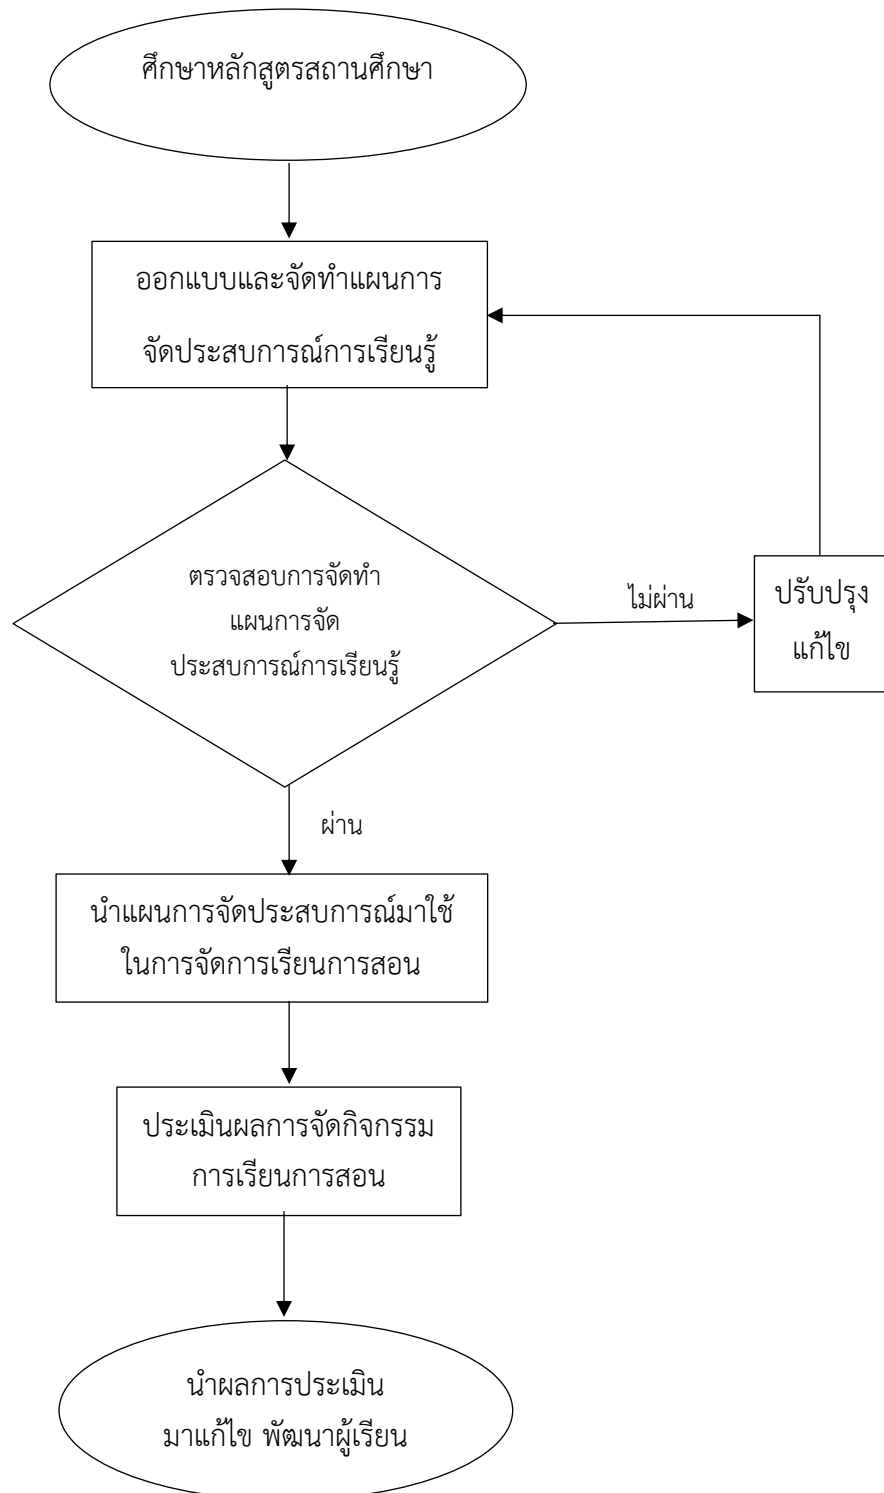 ศึกษาหลักสูตรสถานศึกษา
ออกแบบและจัดทำแผนการ
จัดประสบการณ์การเรียนรู้
ตรวจสอบการจัดทำ
แผนการจัด
ประสบการณ์การเรียนรู้
ไม่ผ่าน
ปรับปรุง
แก้ไข
ผ่าน
นำแผนการจัดประสบการณ์มาใช้
ในการจัดการเรียนการสอน
ประเมินผลการจัดกิจกรรม
การเรียนการสอน
นำผลการประเมิน
มาแก้ไข พัฒนาผู้เรียน